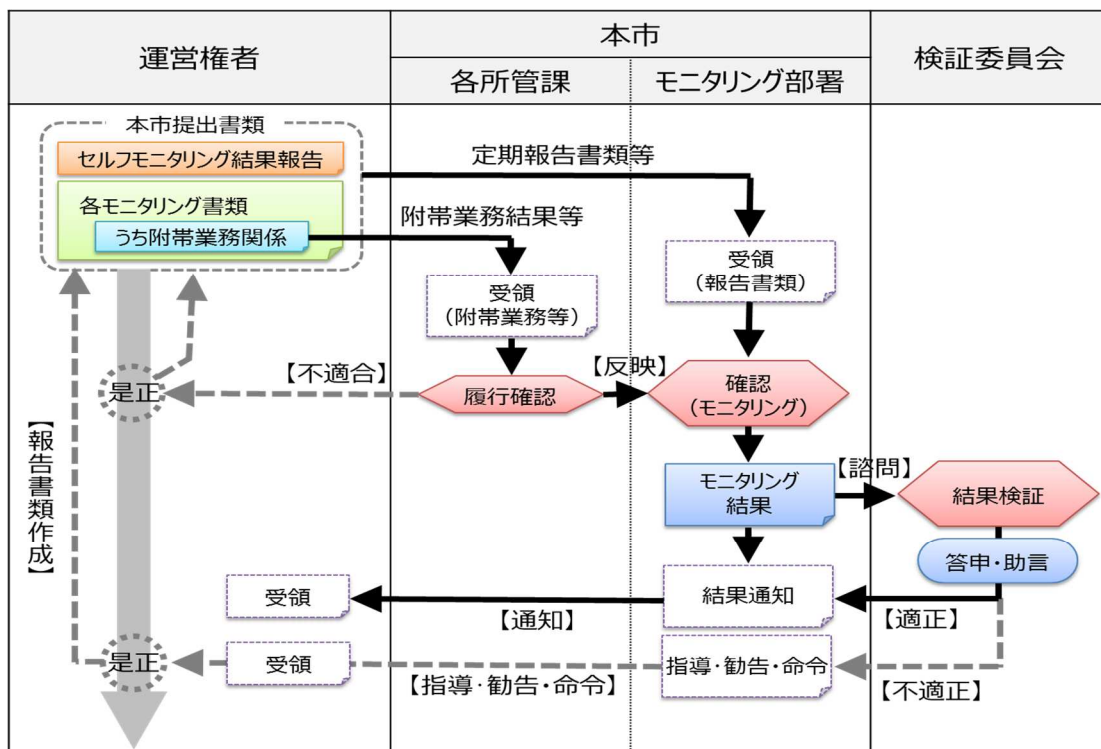 運営権者
本市
検証委員会
各所管課
モニタリング部署
本市提出書類
セルフモニタリング結果報告
各モニタリング書類
うち附帯業務関係
定期報告書類等
附帯業務結果等
受領
（附帯業務等）
受領
（報告書類）
【不適合】
是正
履行確認
【反映】
確認
（モニタリング）
【報告書類作成】
モニタリング
結果
【諮問】
結果検証
答申・助言
受領
【通知】
結果通知
【適正】
是正
受領
【指導・勧告・命令】
指導・勧告・命令
【不適正】